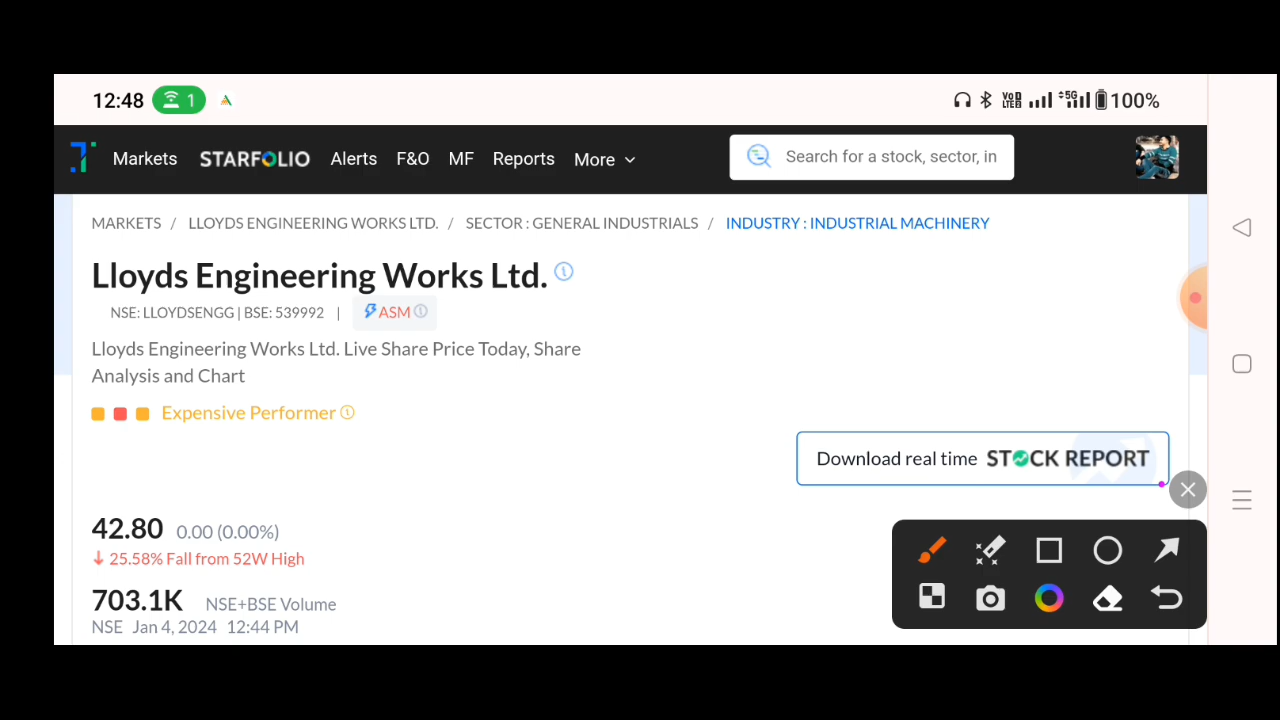 12:48 1 VoD LTE 5G 100%
Markets STARFOLIO Alerts F&O MF Reports More Search for a stock, sector, in
MARKETS / LLOYDS ENGINEERING WORKS LTD. / SECTOR : GENERAL INDUSTRIALS / INDUSTRY : INDUSTRIAL MACHINERY
Lloyds Engineering Works Ltd.
NSE: LLOYDSENGG | BSE: 539992 | ASM
Lloyds Engineering Works Ltd. Live Share Price Today, Share
Analysis and Chart
Expensive Performer
Download real time STOCK REPORT
42.80 0.00 (0.00%)
↓ 25.58% Fall from 52W High
703.1K NSE+BSE Volume
NSE Jan 4, 2024 12:44 PM